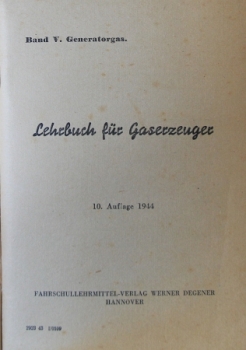 Band V. Generatorgas.
Lehrbuch für Gaserzeuger
10. Auflage 1944
FAHRSCHULLEHRMITTEL-VERLAG WERNER DEGENER
HANNOVER